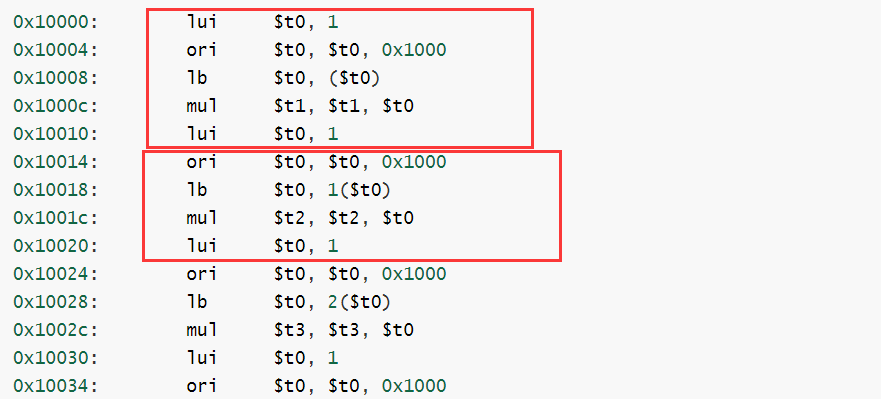 0x10000: lui $t0, 1
0x10004: ori $t0, $t0, 0x1000
0x10008: lb $t0, ($t0)
0x1000c: mul $t1, $t1, $t0
0x10010: lui $t0, 1
0x10014: ori $t0, $t0, 0x1000
0x10018: lb $t0, 1($t0)
0x1001c: mul $t2, $t2, $t0
0x10020: lui $t0, 1
0x10024: ori $t0, $t0, 0x1000
0x10028: lb $t0, 2($t0)
0x1002c: mul $t3, $t3, $t0
0x10030: lui $t0, 1
0x10034: ori $t0, $t0, 0x1000